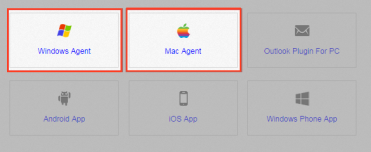 Windows Agent
Mac Agent
Outlook Plugin For PC
Android App
iOS App
Windows Phone App